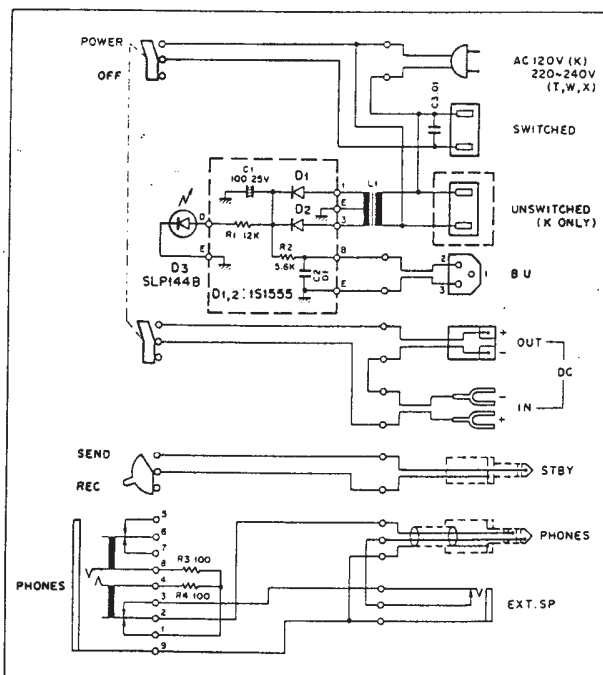 POWER
OFF
AC 120V (K)
220~240V
(T,W,X)
C3.01
SWITCHED
C1
100 25V
D1
1
L1
E
D2
3
UNSWITCHED
(K ONLY)
D
R1 12K
R2
5.6K
B
C2
.01
E
E
D3
SLP144B
D1,2 : 1S1555
2
1
3
BU
+
OUT
-
DC
-
IN
+
SEND
REC
STBY
5
6
7
8
R3 100
4
R4 100
3
2
1
9
PHONES
PHONES
EXT.SP